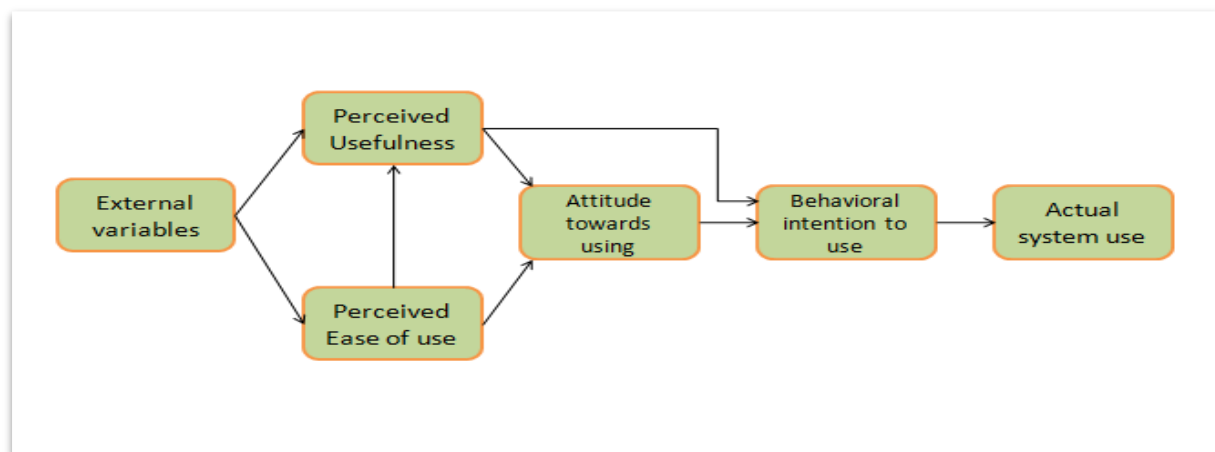 External
variables
Perceived
Usefulness
Perceived
Ease of use
Attitude
towards
using
Behavioral
intention to
use
Actual
system use